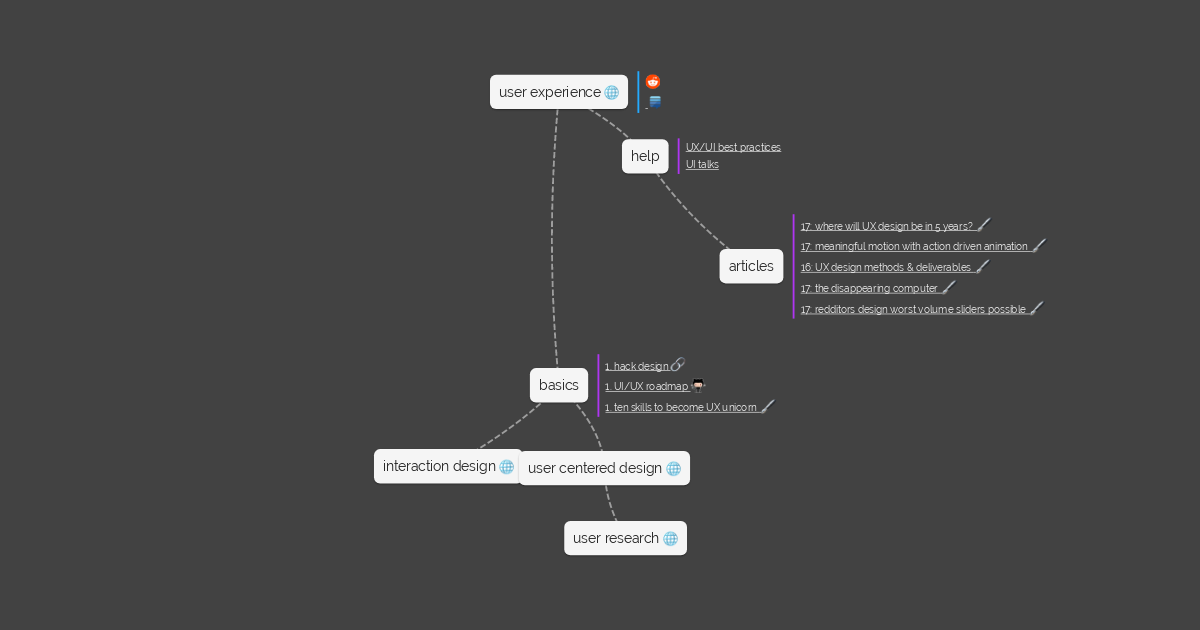 user experience
help
UX/UI best practices
UI talks
articles
17: where will UX design be in 5 years?
17: meaningful motion with action driven animation
16: UX design methods & deliverables
17: the disappearing computer
17: redditors design worst volume sliders possible
basics
1. hack design
1. UI/UX roadmap
1. ten skills to become UX unicorn
interaction design
user centered design
user research